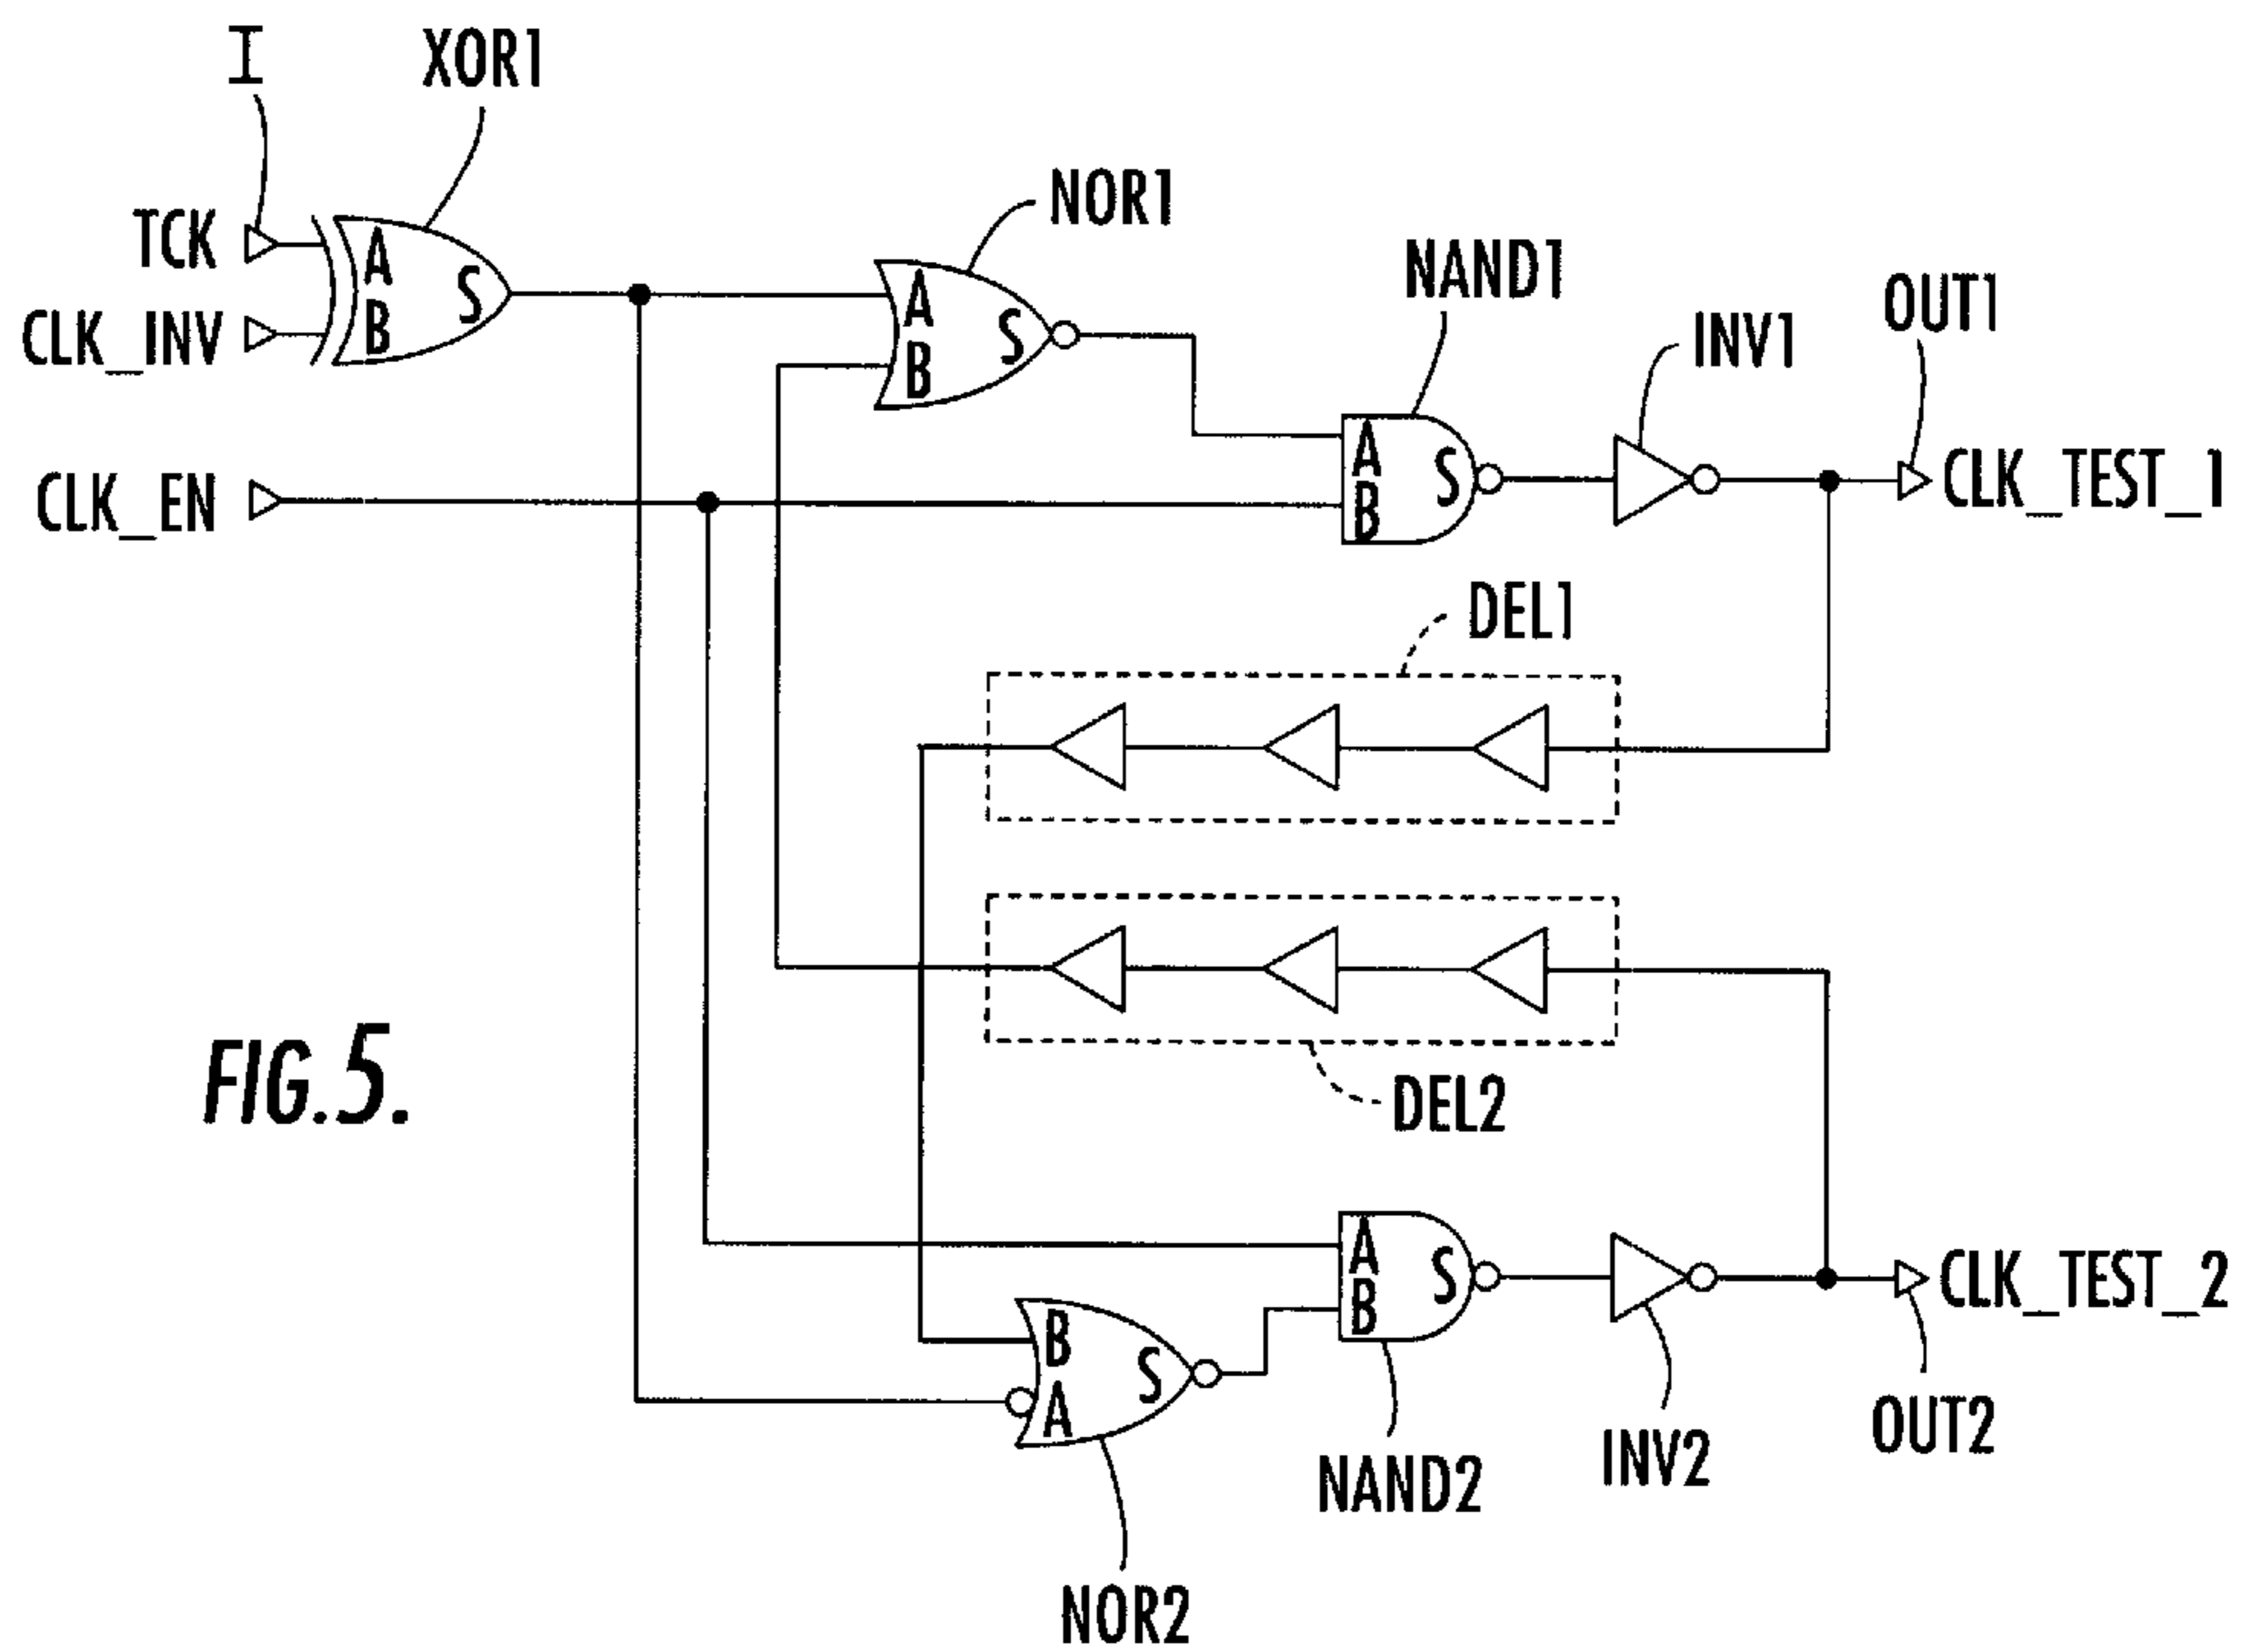 I
XOR1
NOR1
TCK
A
B
S
CLK_INV
A
B
S
NAND1
INV1
OUT1
CLK_EN
A
B
S
CLK_TEST_1
DEL1
DEL2
FIG.5.
A
B
S
CLK_TEST_2
B
A
S
OUT2
INV2
NAND2
NOR2